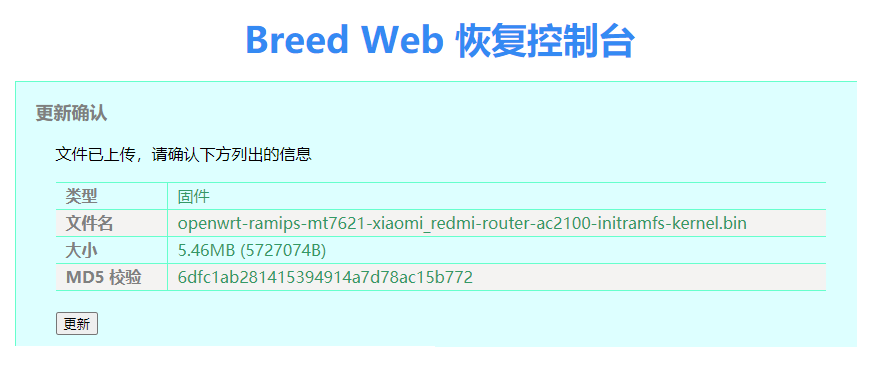 Breed Web 恢复控制台
更新确认
文件已上传，请确认下方列出的信息
类型 固件
文件名 openwrt-ramips-mt7621-xiaomi_redmi-router-ac2100-initramfs-kernel.bin
大小 5.46MB (5727074B)
MD5 校验 6dfc1ab281415394914a7d78ac15b772
更新